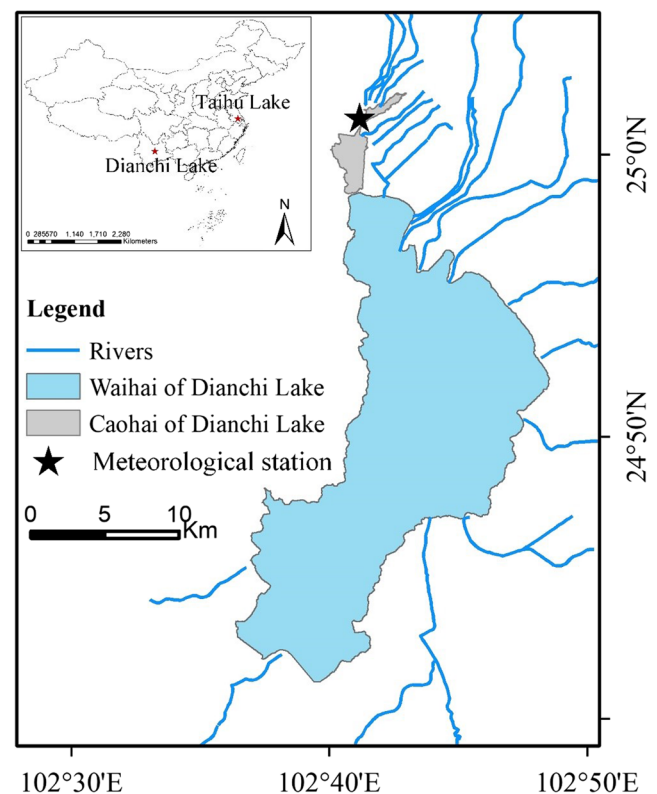 Taihu Lake
Dianchi Lake
N
0 285570 1,140 1,710 2,280
Kilometers
25°0'N
Legend
Rivers
Waihai of Dianchi Lake
Caohai of Dianchi Lake
Meteorological station
24°50'N
0 5 10
Km
102°30'E 102°40'E 102°50'E